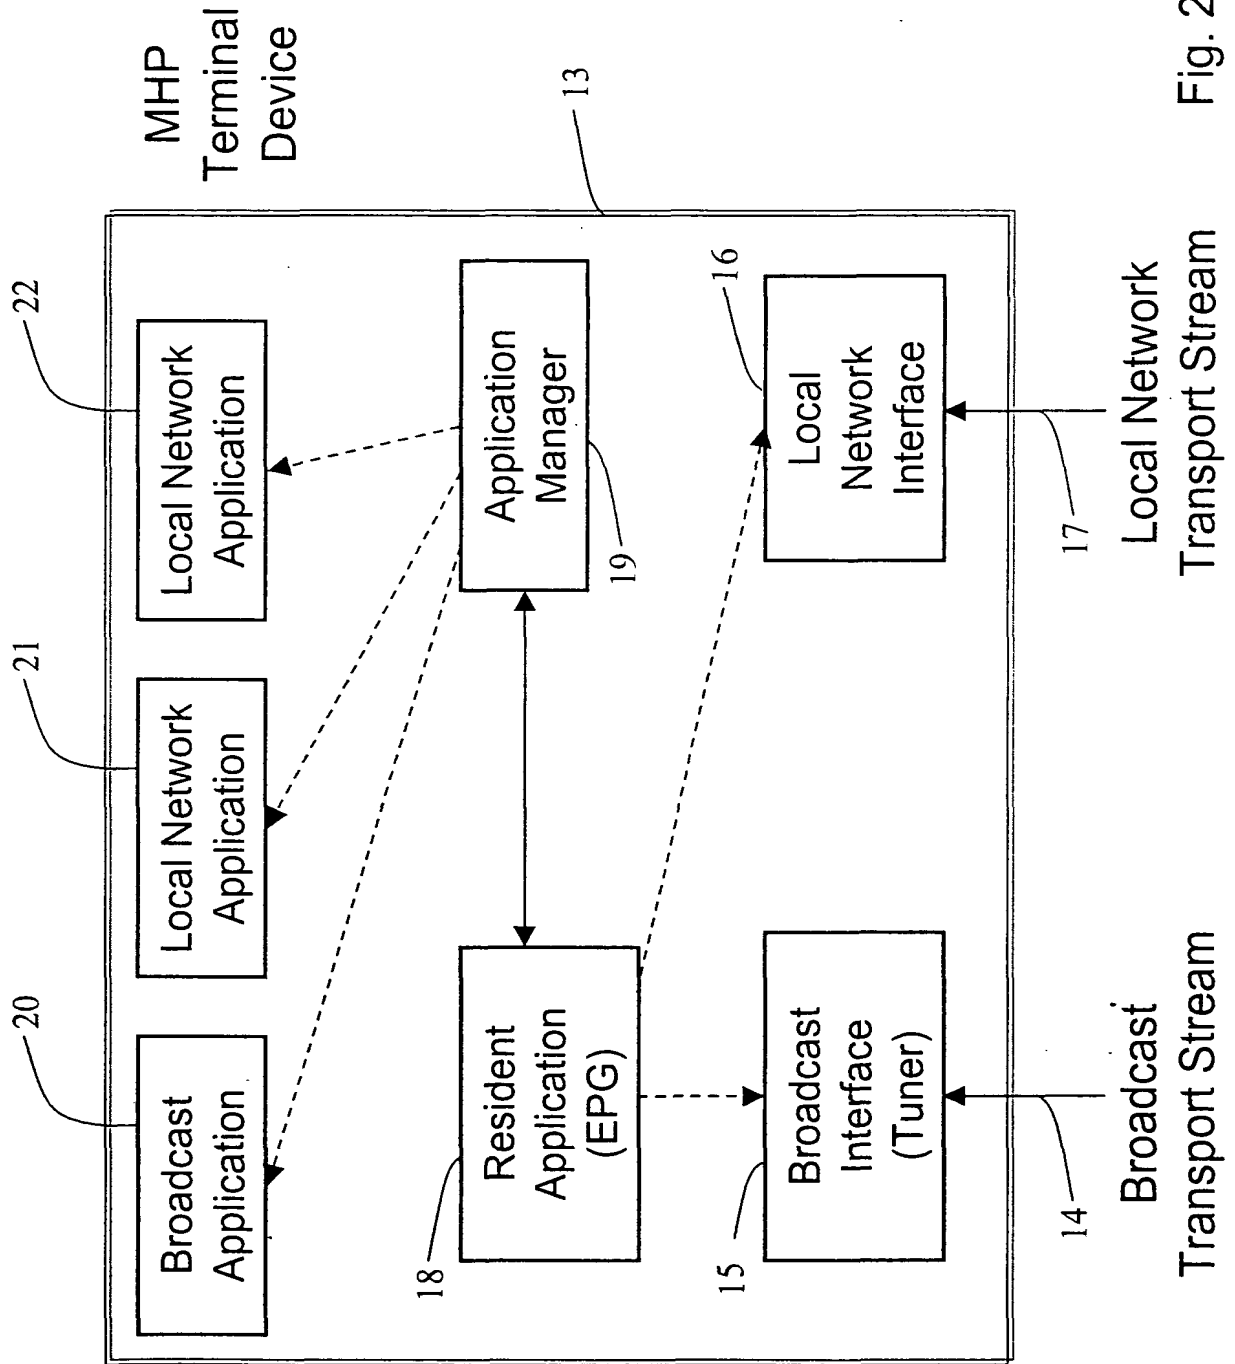 MHP
Terminal
Device
13
20
Broadcast
Application
21
Local Network
Application
22
Local Network
Application
18
Resident
Application
(EPG)
19
Application
Manager
15
Broadcast
Interface
(Tuner)
16
Local
Network
Interface
14
Broadcast
Transport Stream
17
Local Network
Transport Stream
Fig. 2